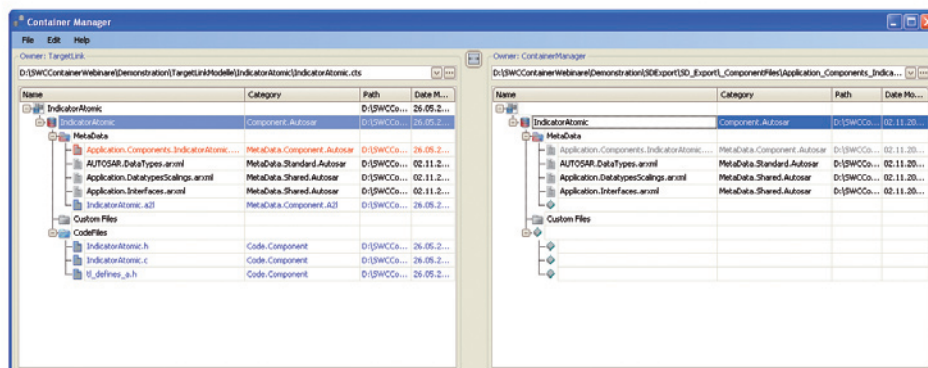 Container Manager
File Edit Help
Owner: TargetLink
D:\SWCContainerWebinare\Demonstration\TargetLinkModelle\IndicatorAtomic\IndicatorAtomic.cts
Name Category Path Date M...
IndicatorAtomic D:\SWCCo... 26.05.2...
IndicatorAtomic Component.Autosar D:\SWCCo... 26.05.2...
MetaData
Application.Components.IndicatorAtomic.... MetaData.Component.Autosar D:\SWCCo... 26.05.2...
AUTOSAR.DataTypes.arxml MetaData.Standard.Autosar D:\SWCCo... 02.11.2...
Application.DatatypesScalings.arxml MetaData.Shared.Autosar D:\SWCCo... 02.11.2...
Application.Interfaces.arxml MetaData.Shared.Autosar D:\SWCCo... 02.11.2...
IndicatorAtomic.a2l MetaData.Component.A2l D:\SWCCo... 26.05.2...
Custom Files
CodeFiles
IndicatorAtomic.h Code.Component D:\SWCCo... 26.05.2...
IndicatorAtomic.c Code.Component D:\SWCCo... 26.05.2...
tl_defines_a.h Code.Component D:\SWCCo... 26.05.2...
Owner: ContainerManager
D:\SWCContainerWebinare\Demonstration\SDExport\SD_Export\_ComponentFiles\Application_Components_Indica...
Name Category Path Date Mo...
IndicatorAtomic Component.Autosar D:\SWCCo... 02.11.20...
MetaData
Application.Components.IndicatorAtomic.... MetaData.Component.Autosar D:\SWCCo... 02.11.20...
AUTOSAR.DataTypes.arxml MetaData.Standard.Autosar D:\SWCCo... 02.11.20...
Application.DatatypesScalings.arxml MetaData.Shared.Autosar D:\SWCCo... 02.11.20...
Application.Interfaces.arxml MetaData.Shared.Autosar D:\SWCCo... 02.11.20...
Custom Files